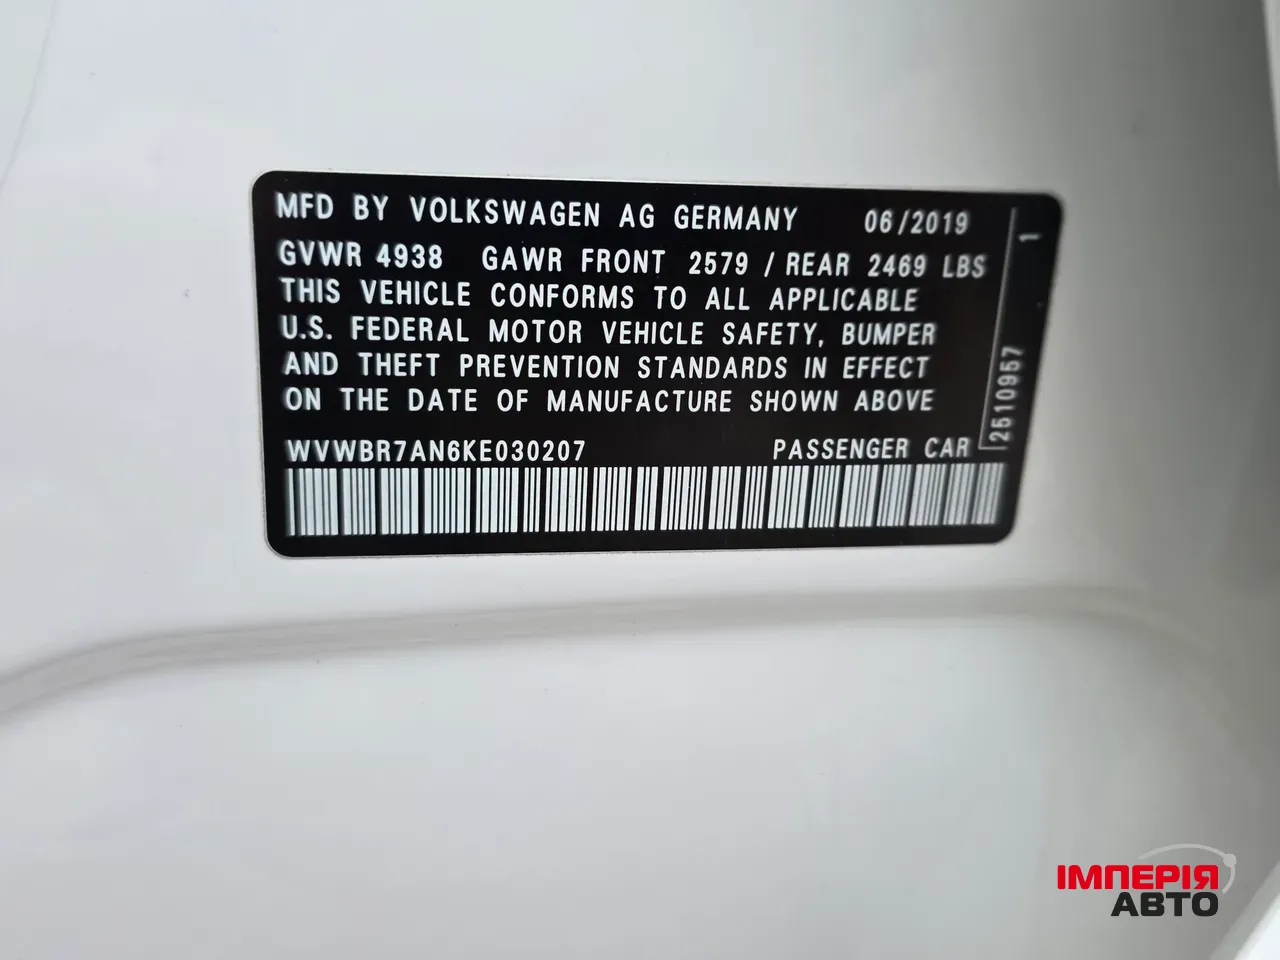 MFD BY VOLKSWAGEN AG GERMANY 06/2019
GVWR 4938 GAWR FRONT 2579 / REAR 2469 LBS
THIS VEHICLE CONFORMS TO ALL APPLICABLE
U.S. FEDERAL MOTOR VEHICLE SAFETY, BUMPER
AND THEFT PREVENTION STANDARDS IN EFFECT
ON THE DATE OF MANUFACTURE SHOWN ABOVE
WVWBR7AN6KE030207 PASSENGER CAR
2510957 1
ІМПЕРІЯ
АВТО